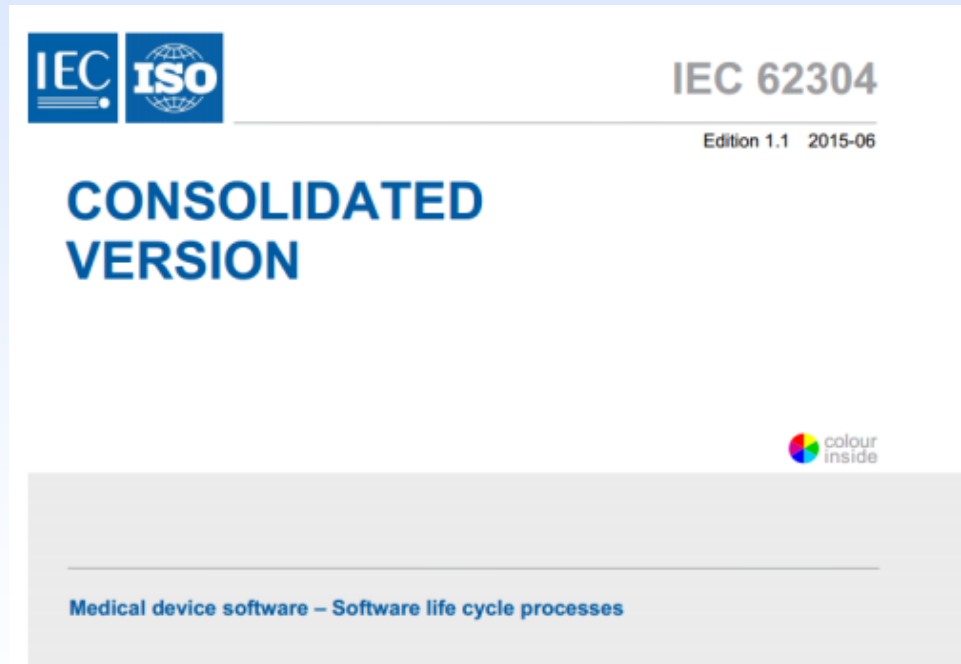 IEC ISO
IEC 62304
Edition 1.1 2015-06
CONSOLIDATED
VERSION
colour
inside
Medical device software – Software life cycle processes